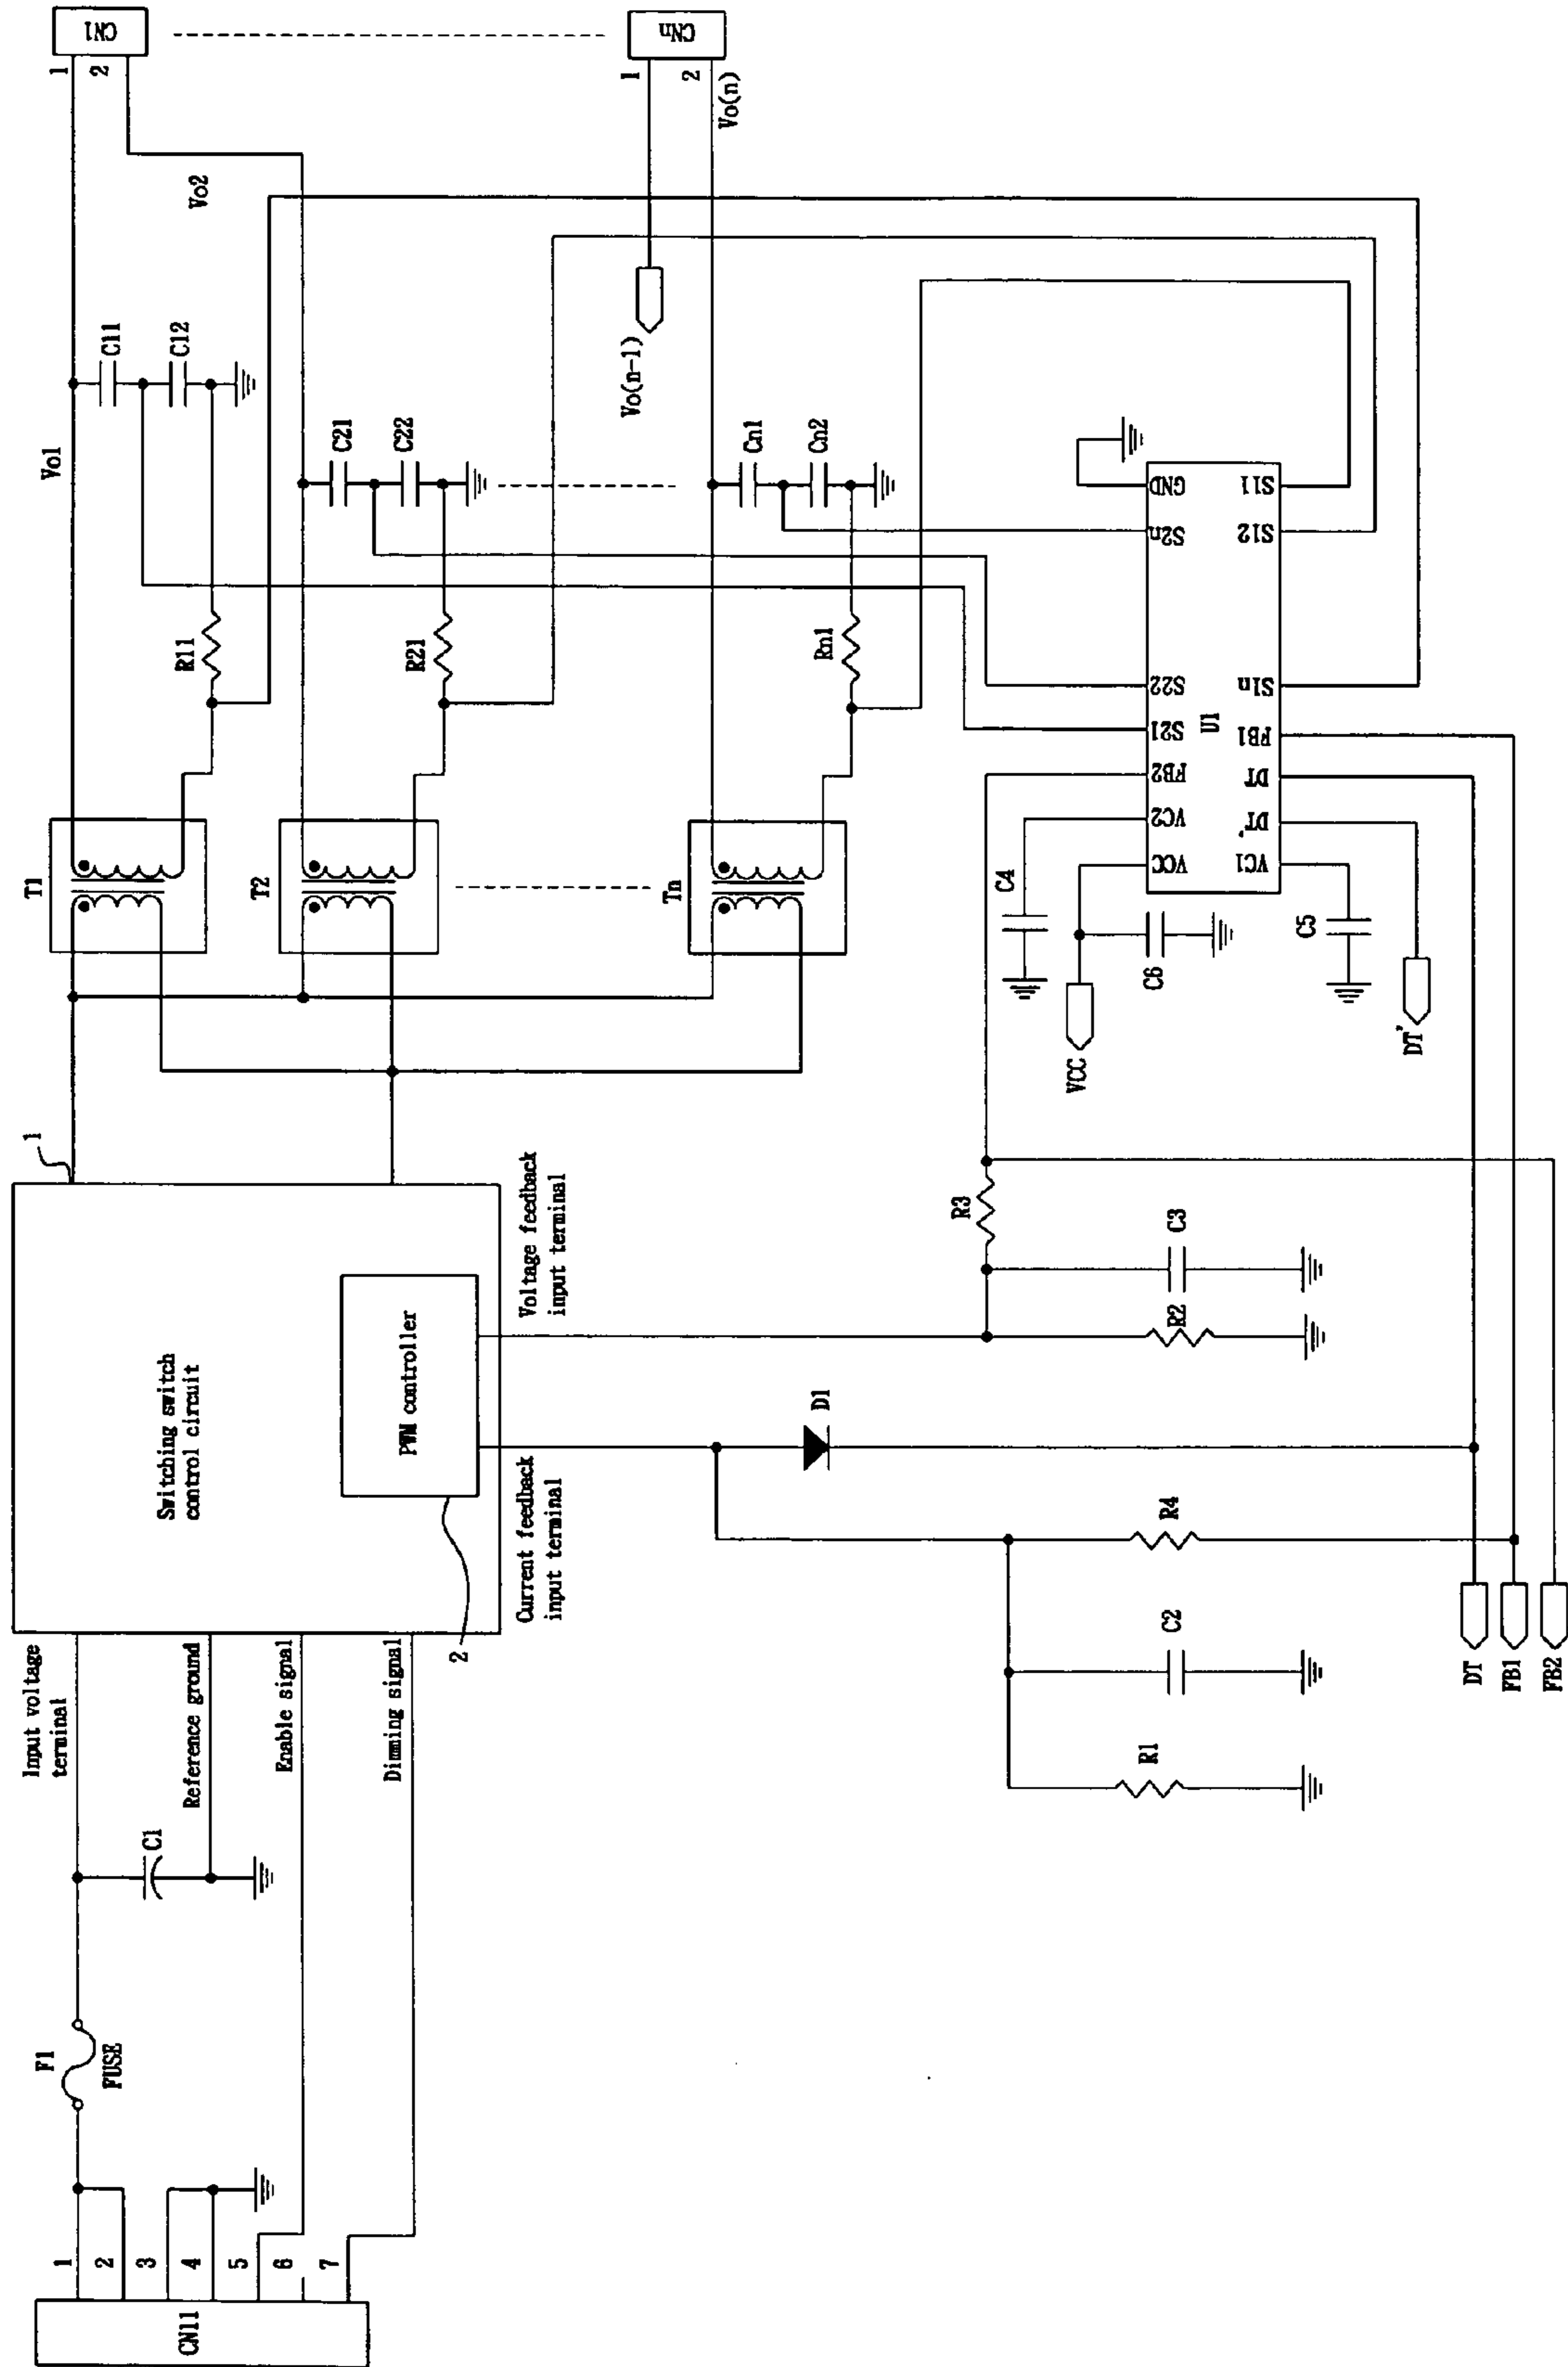 CN11
1
2
3
4
5
6
7
F1
FUSE
C1
Input voltage
terminal
Reference ground
Enable signal
Dimming signal
Switching switch
control circuit
1
PWM controller
2
Current feedback
input terminal
Voltage feedback
input terminal
T1
T2
Tn
R11
R21
Rn1
Vo1
C11
C12
C21
C22
Cn1
Cn2
Vo2
Vo(n-1)
Vo(n)
CN1
1
2
CNn
1
2
R1
C2
R4
D1
R2
C3
R3
VCC
C6
C4
C5
DT'
U1
VCC
VC2
FB2
S21
S22
S2n
GND
VC1
DT'
DT
FB1
S1n
S12
S11
DT
FB1
FB2